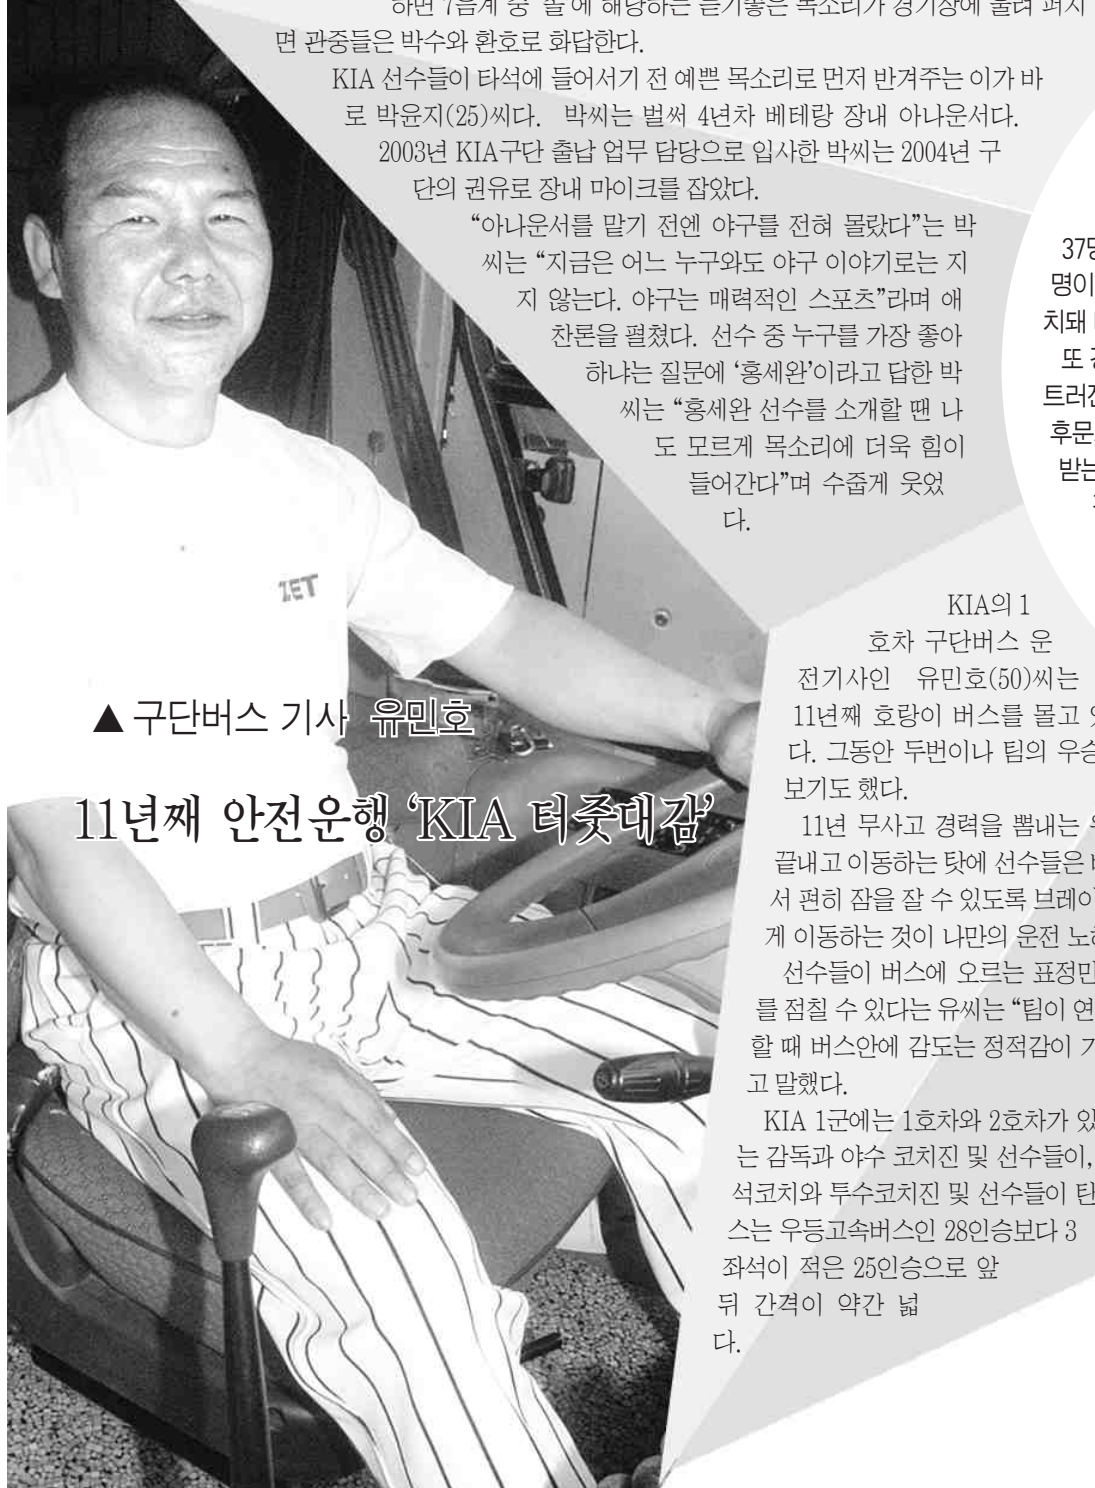 하면 7음계 중 '솔'에 해당하는 듣기좋은 목소리가 경기장에 울려 퍼지
면 관중들은 박수와 환호로 화답한다.
KIA 선수들이 타석에 들어서기 전 예쁜 목소리로 먼저 반겨주는 이가 바
로 박윤지(25)씨다. 박씨는 벌써 4년차 베테랑 장내 아나운서다.
2003년 KIA구단 출납 업무 담당으로 입사한 박씨는 2004년 구
단의 권유로 장내 마이크를 잡았다.
“아나운서를 맡기 전엔 야구를 전혀 몰랐다”는 박
씨는 “지금은 어느 누구와도 야구 이야기로는 지
지 않는다. 야구는 매력적인 스포츠”라며 애
찬론을 펼쳤다. 선수 중 누구를 가장 좋아
하냐는 질문에 ‘홍세완’이라고 답한 박
씨는 “홍세완 선수를 소개할 땐 나
도 모르게 목소리에 더욱 힘이
들어간다”며 수줍게 웃었
다.
37명
명이
치돼
또
트러진
후문
받는
ZET
▲ 구단버스 기사 유민호
11년째 안전운행 ‘KIA 터줏대감’
KIA의 1
호차 구단버스 운
전기사인 유민호(50)씨는
11년째 호랑이 버스를 몰고
다. 그동안 두번이나 팀의 우승
보기도 했다.
11년 무사고 경력을 뽐내는
끝내고 이동하는 탓에 선수들은
서 편히 잠을 잘 수 있도록 브레이
게 이동하는 것이 나만의 운전 노하
선수들이 버스에 오르는 표정만
를 점칠 수 있다는 유씨는 “팀이 연
할 때 버스안에 감도는 정적감이
고 말했다.
KIA 1군에는 1호차와 2호차가 있
는 감독과 야수 코치진 및 선수들이,
석코치와 투수코치진 및 선수들이 탄
스는 우등고속버스인 28인승보다 3
좌석이 적은 25인승으로 앞
뒤 간격이 약간 넓
다.